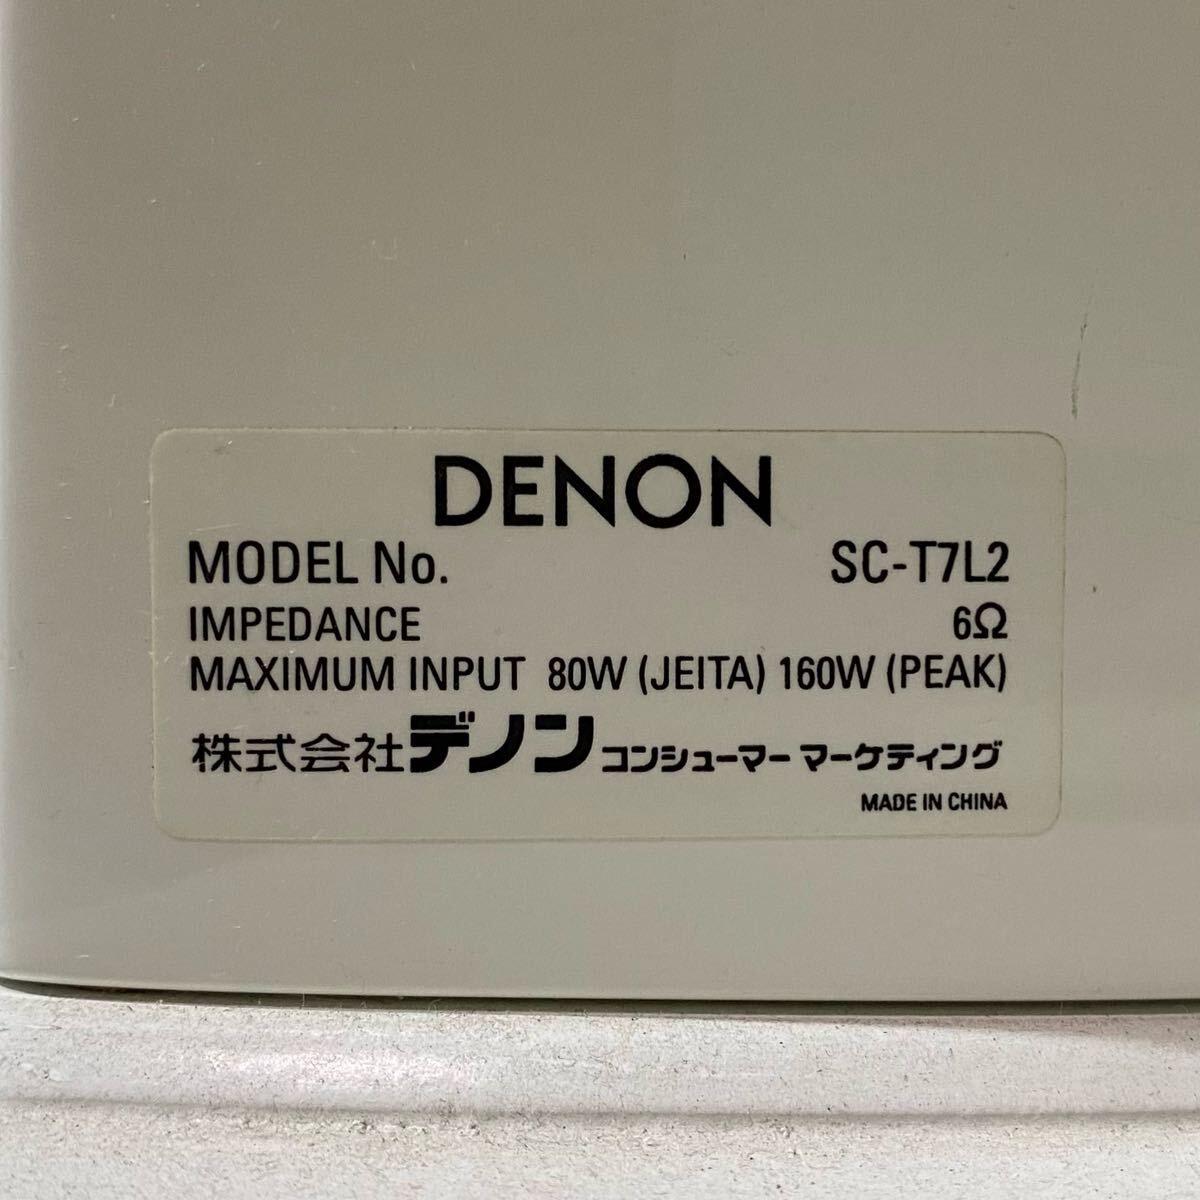 DENON
MODEL No. SC-T7L2
IMPEDANCE 6Ω
MAXIMUM INPUT 80W (JEITA) 160W (PEAK)
株式会社デノン コンシューマー マーケティング
MADE IN CHINA